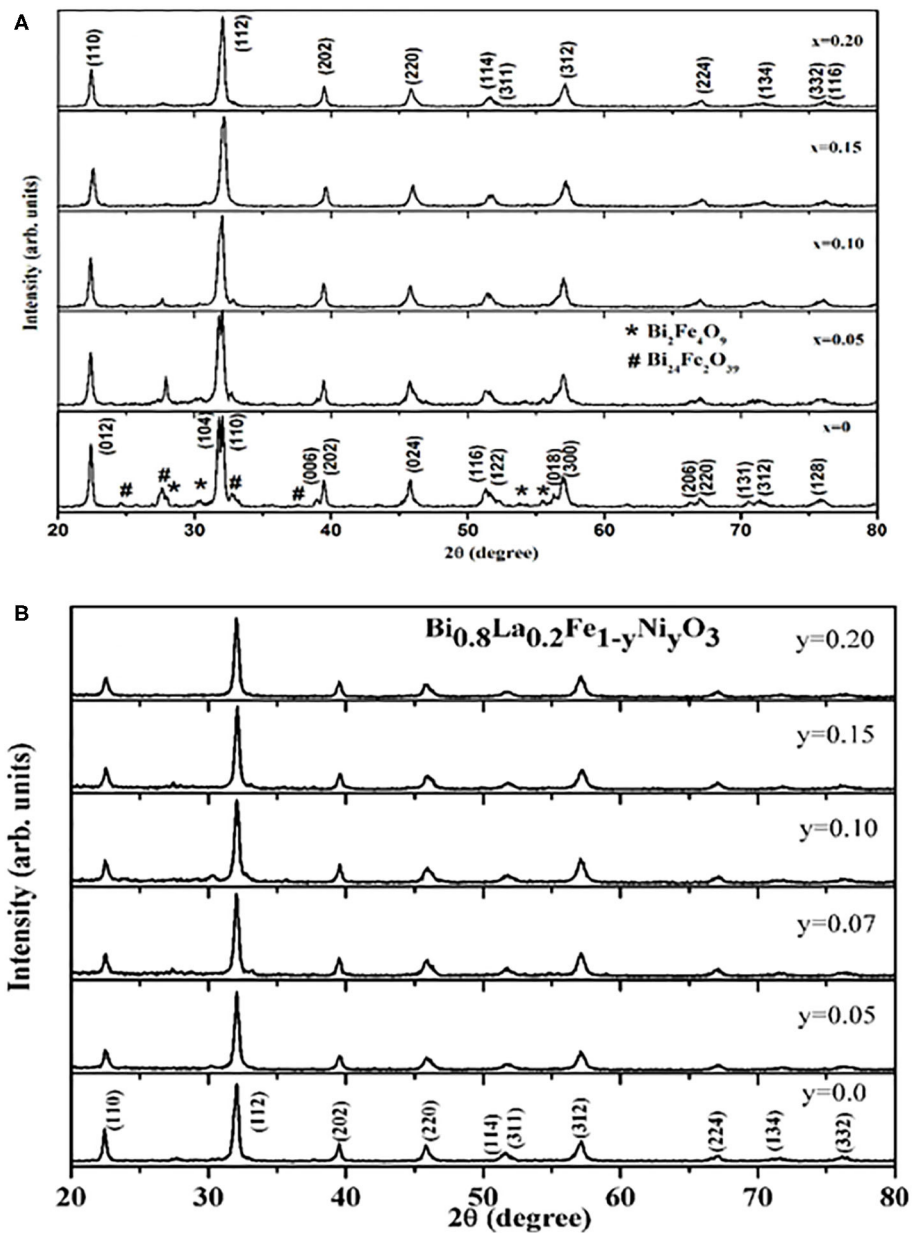 A
(110)
(112)
(202)
(220)
(114)
(311)
(312)
(224)
(134)
(332)
(116)
x=0.20
x=0.15
x=0.10
x=0.05
* Bi2Fe4O9
# Bi24Fe2O39
x=0
(012)
#
#
*
*
(104)
(110)
#
#
(006)
(202)
(024)
(116)
(122)
*
*
(018)
(300)
(206)
(220)
(131)
(312)
(128)
Intensity (arb. units)
20 30 40 50 60 70 80
2θ (degree)
B
Bi0.8La0.2Fe1-yNiyO3
y=0.20
y=0.15
y=0.10
y=0.07
y=0.05
y=0.0
(110)
(112)
(202)
(220)
(114)
(311)
(312)
(224)
(134)
(332)
Intensity (arb. units)
20 30 40 50 60 70 80
2θ (degree)